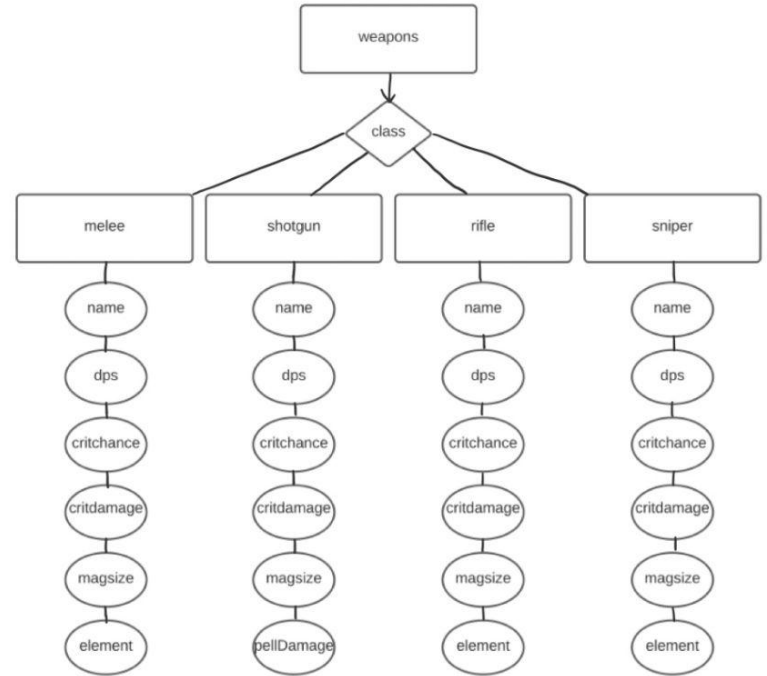 weapons
class
melee
shotgun
rifle
sniper
name
name
name
name
dps
dps
dps
dps
critchance
critchance
critchance
critchance
critdamage
critdamage
critdamage
critdamage
magsize
magsize
magsize
magsize
element
pellDamage
element
element